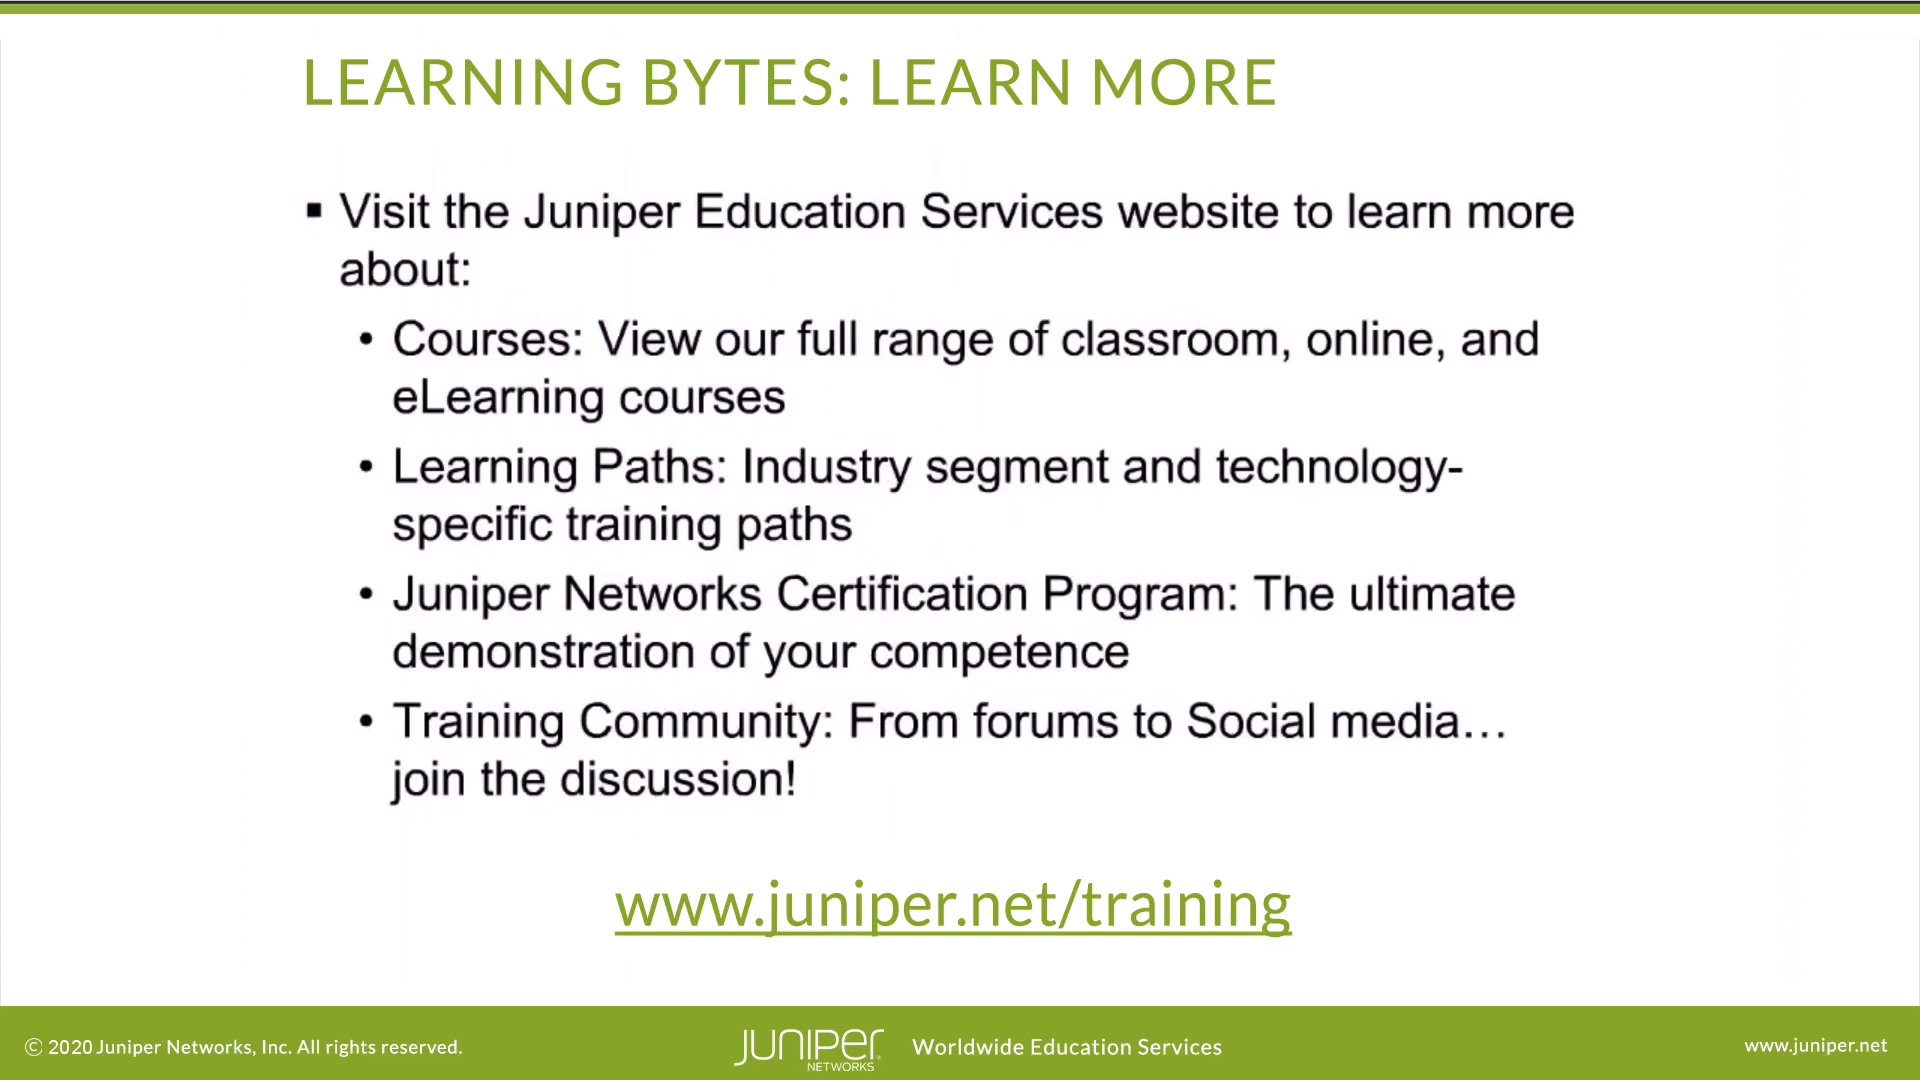 LEARNING BYTES: LEARN MORE
▪ Visit the Juniper Education Services website to learn more
about:
• Courses: View our full range of classroom, online, and
eLearning courses
• Learning Paths: Industry segment and technology-
specific training paths
• Juniper Networks Certification Program: The ultimate
demonstration of your competence
• Training Community: From forums to Social media…
join the discussion!
www.juniper.net/training
© 2020 Juniper Networks, Inc. All rights reserved.
JUNIPER
NETWORKS
Worldwide Education Services
www.juniper.net